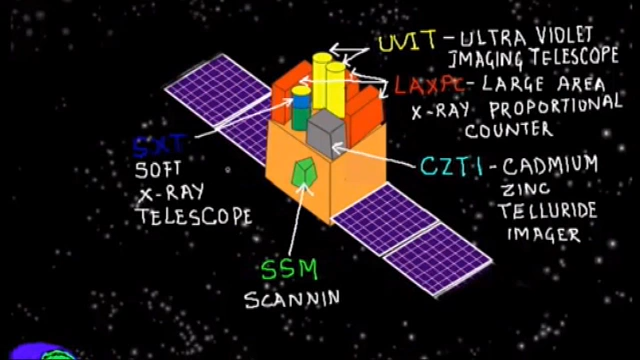 UVIT - ULTRA VIOLET
IMAGING TELESCOPE
LAXPC - LARGE AREA
X-RAY PROPORTIONAL
COUNTER
SXT
SOFT
X-RAY
TELESCOPE
CZTI - CADMIUM
ZINC
TELLURIDE
IMAGER
SSM
SCANNIN